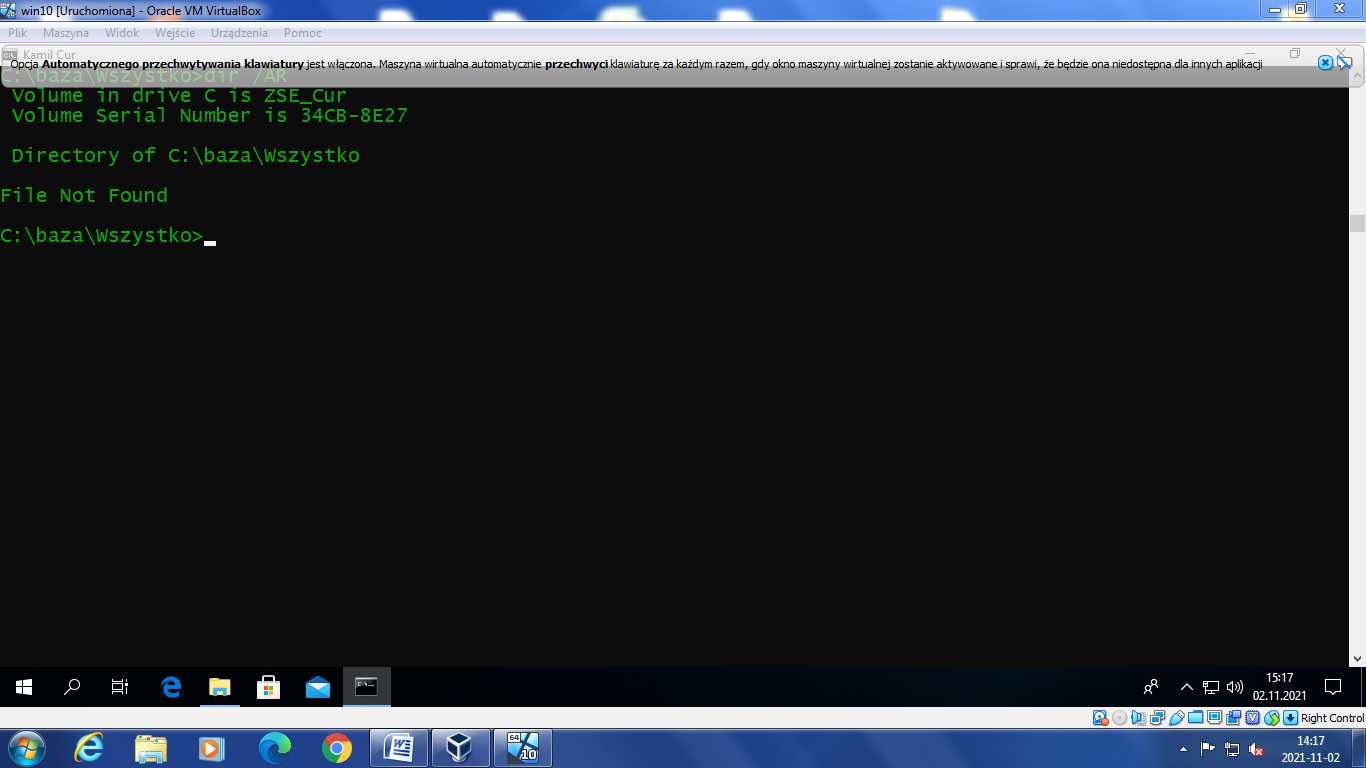 win10 [Uruchomiona] - Oracle VM VirtualBox
Plik Maszyna Widok Wejście Urządzenia Pomoc
Kamil Cur
Opcja Automatycznego przechwytywania klawiatury jest włączona. Maszyna wirtualna automatycznie przechwyci klawiaturę za każdym razem, gdy okno maszyny wirtualnej zostanie aktywowane i sprawi, że będzie ona niedostępna dla innych aplikacji
C:\baza\Wszystko>dir /AR
Volume in drive C is ZSE_Cur
Volume Serial Number is 34CB-8E27
Directory of C:\baza\Wszystko
File Not Found
C:\baza\Wszystko>
15:17
02.11.2021
Right Control
64
10
14:17
2021-11-02